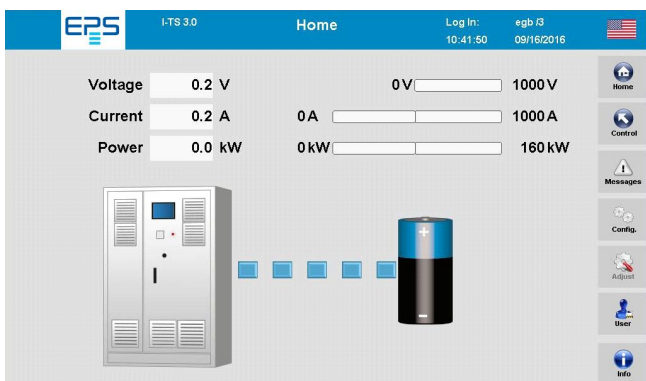 EPS
I-TS 3.0
Home
Log In: egb /3
10:41:50 09/16/2016
Voltage 0.2 V 0 V 1000 V
Current 0.2 A 0 A 1000 A
Power 0.0 kW 0 kW 160 kW
Home
Control
Messages
Config.
Adjust
User
Info
+
-